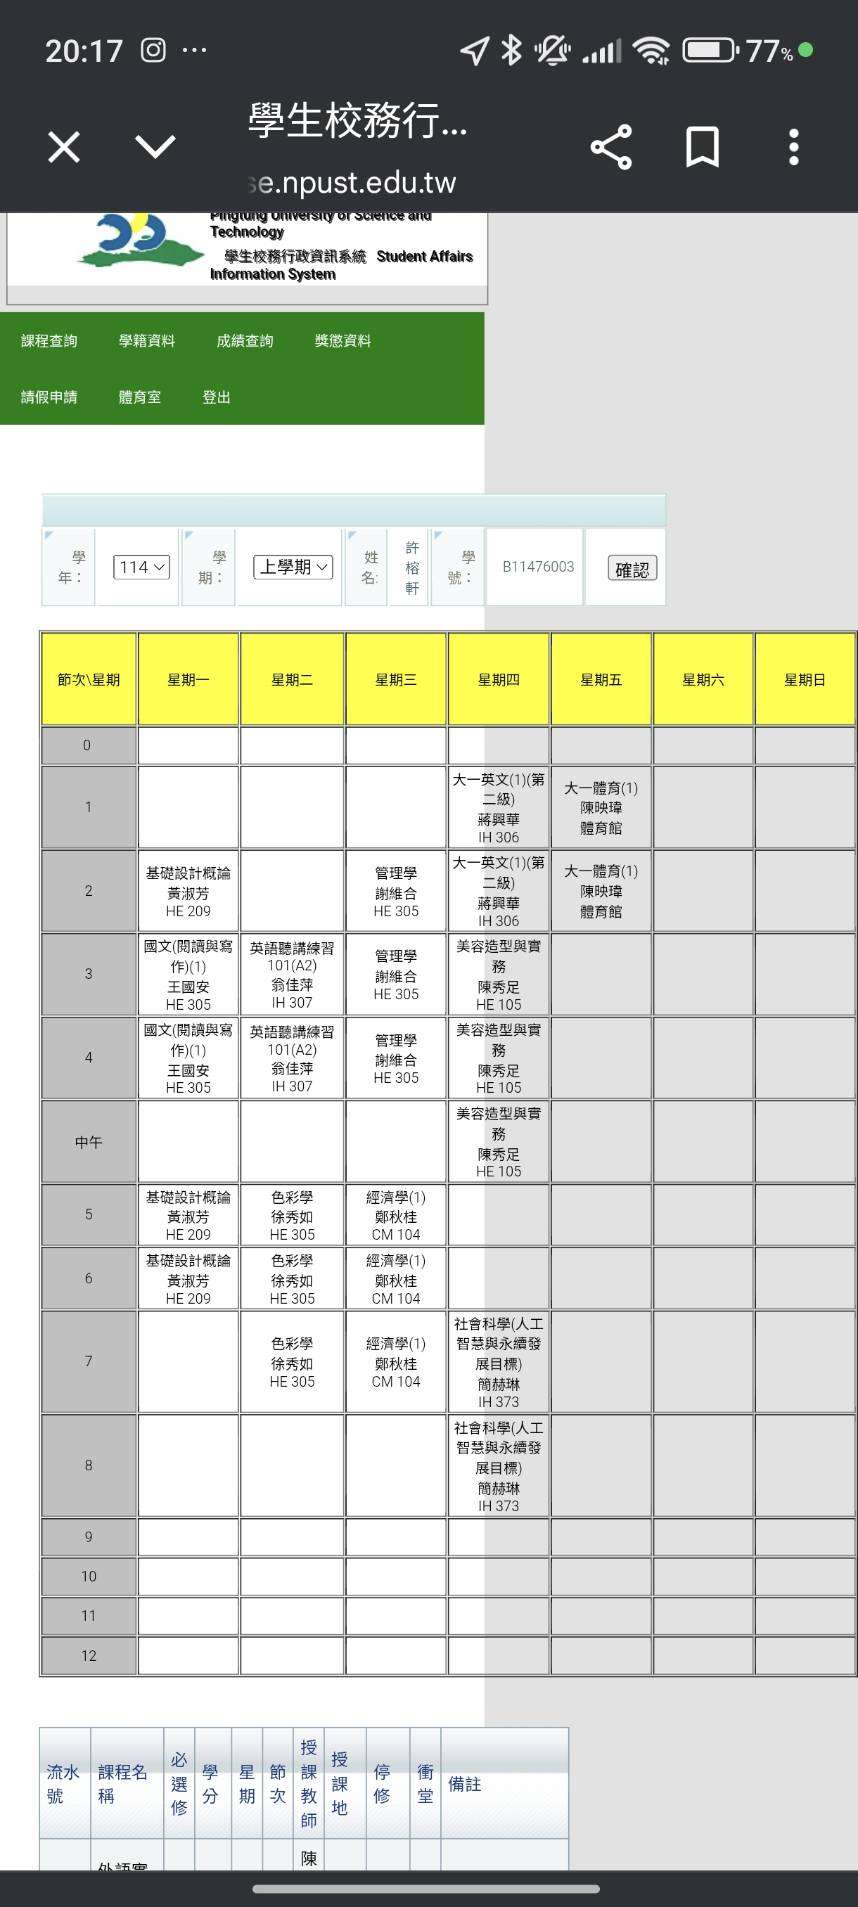 20:17
77%
學生校務行...
se.npust.edu.tw
Pingtung University of Science and
Technology
學生校務行政資訊系統 Student Affairs
Information System
課程查詢 學籍資料 成績查詢 獎懲資料
請假申請 體育室 登出
學年： 114 學期： 上學期 姓名: 許榕軒 學號： B11476003 確認
節次\星期 星期一 星期二 星期三 星期四 星期五 星期六 星期日
0
1
大一英文(1)(第
二級)
蔣興華
IH 306
大一體育(1)
陳映瑋
體育館
2
基礎設計概論
黃淑芳
HE 209
管理學
謝維合
HE 305
大一英文(1)(第
二級)
蔣興華
IH 306
大一體育(1)
陳映瑋
體育館
3
國文(閱讀與寫
作)(1)
王國安
HE 305
英語聽講練習
101(A2)
翁佳萍
IH 307
管理學
謝維合
HE 305
美容造型與實
務
陳秀足
HE 105
4
國文(閱讀與寫
作)(1)
王國安
HE 305
英語聽講練習
101(A2)
翁佳萍
IH 307
管理學
謝維合
HE 305
美容造型與實
務
陳秀足
HE 105
中午
美容造型與實
務
陳秀足
HE 105
5
基礎設計概論
黃淑芳
HE 209
色彩學
徐秀如
HE 305
經濟學(1)
鄭秋桂
CM 104
6
基礎設計概論
黃淑芳
HE 209
色彩學
徐秀如
HE 305
經濟學(1)
鄭秋桂
CM 104
7
色彩學
徐秀如
HE 305
經濟學(1)
鄭秋桂
CM 104
社會科學(人工
智慧與永續發
展目標)
簡赫琳
IH 373
8
社會科學(人工
智慧與永續發
展目標)
簡赫琳
IH 373
9
10
11
12
流水號 課程名稱 必選修 學分 星期 節次 授課教師 授課地 停修 衝堂 備註
外語實
陳